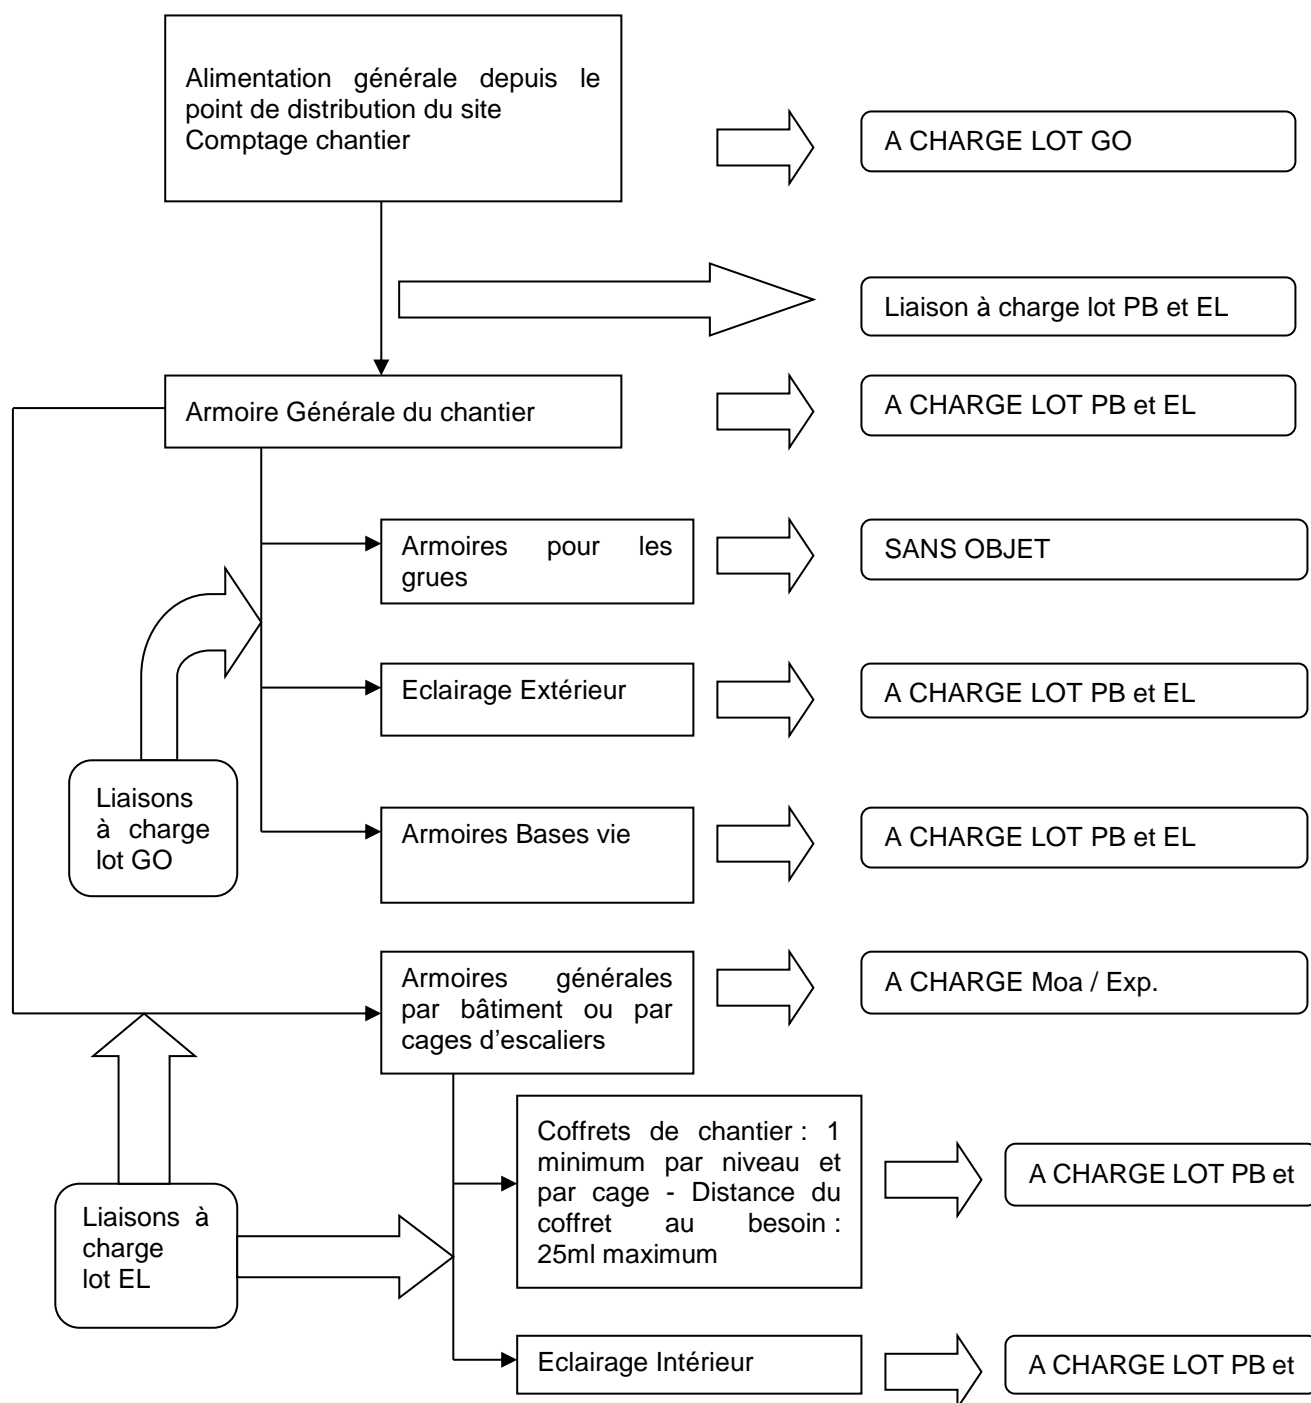 Alimentation générale depuis le
point de distribution du site
Comptage chantier
A CHARGE LOT GO
Liaison à charge lot PB et EL
Armoire Générale du chantier
A CHARGE LOT PB et EL
Armoires pour les
grues
SANS OBJET
Eclairage Extérieur
A CHARGE LOT PB et EL
Liaisons
à charge
lot GO
Armoires Bases vie
A CHARGE LOT PB et EL
Armoires générales
par bâtiment ou par
cages d'escaliers
A CHARGE Moa / Exp.
Coffrets de chantier : 1
minimum par niveau et
par cage - Distance du
coffret au besoin :
25ml maximum
A CHARGE LOT PB et
Liaisons à
charge
lot EL
Eclairage Intérieur
A CHARGE LOT PB et